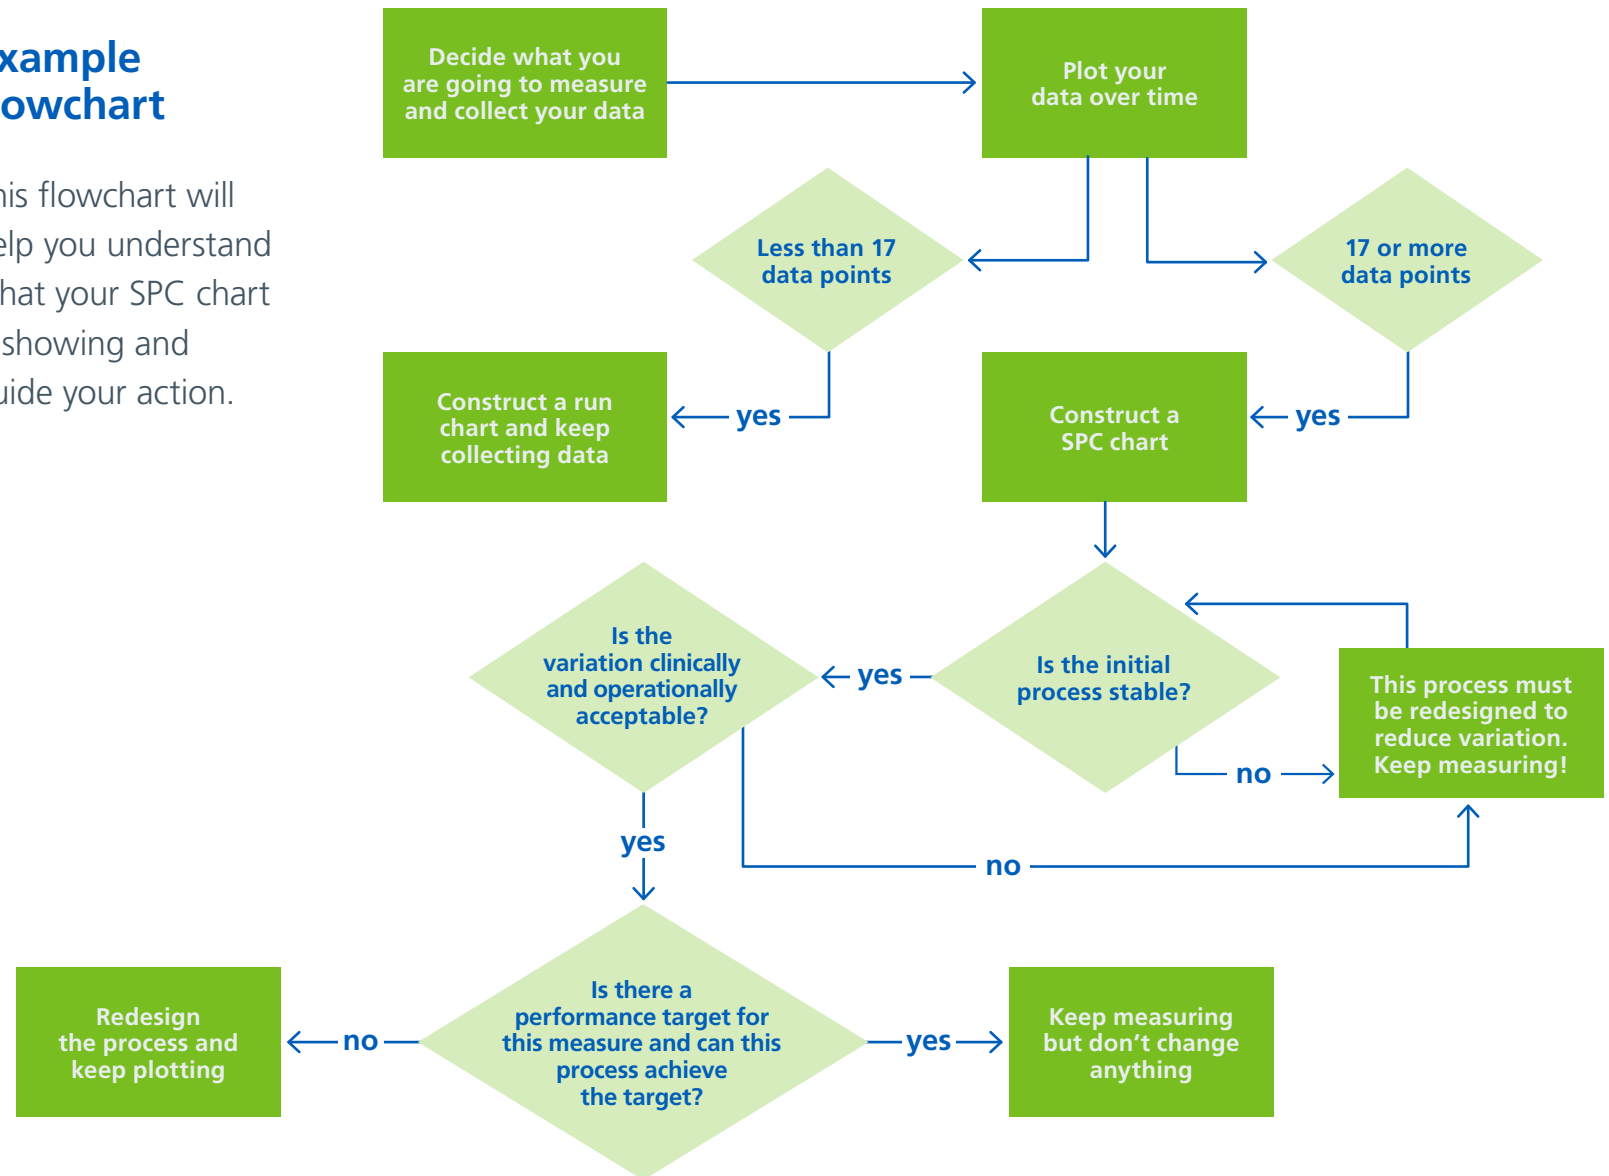 xample
owchart
his flowchart will
elp you understand
hat your SPC chart
showing and
uide your action.
Decide what you
are going to measure
and collect your data
Plot your
data over time
Less than 17
data points
17 or more
data points
Construct a run
chart and keep
collecting data
yes
Construct a
SPC chart
yes
Is the
variation clinically
and operationally
acceptable?
yes
Is the initial
process stable?
This process must
be redesigned to
reduce variation.
Keep measuring!
no
yes
no
Redesign
the process and
keep plotting
no
Is there a
performance target for
this measure and can this
process achieve
the target?
yes
Keep measuring
but don't change
anything